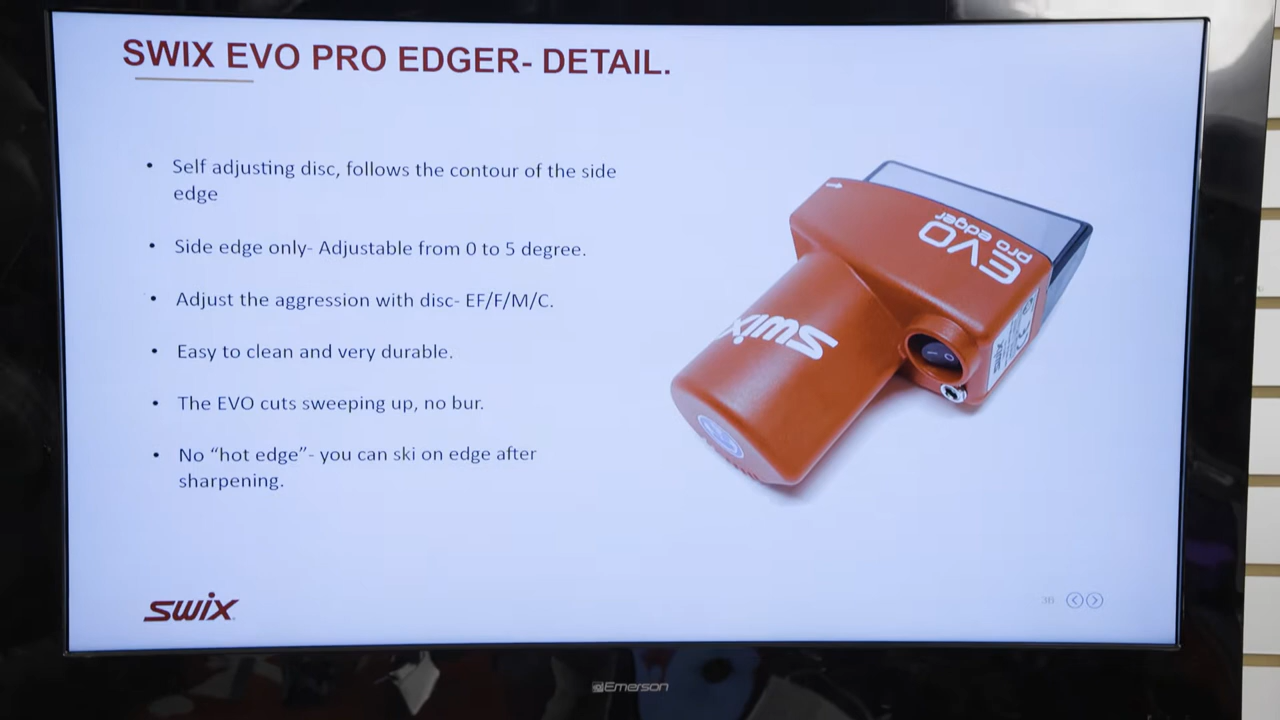 SWIX EVO PRO EDGER- DETAIL.
• Self adjusting disc, follows the contour of the side
edge
• Side edge only- Adjustable from 0 to 5 degree.
• Adjust the aggression with disc- EF/F/M/C.
• Easy to clean and very durable.
• The EVO cuts sweeping up, no bur.
• No “hot edge”- you can ski on edge after
sharpening.
EVO
pro edger
SWIX
I O
CE
SWIX
36
Emerson